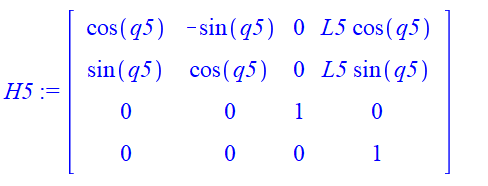 cos(q5) -sin(q5) 0 L5 cos(q5)
sin(q5) cos(q5) 0 L5 sin(q5)
H5 :=
0 0 1 0
0 0 0 1